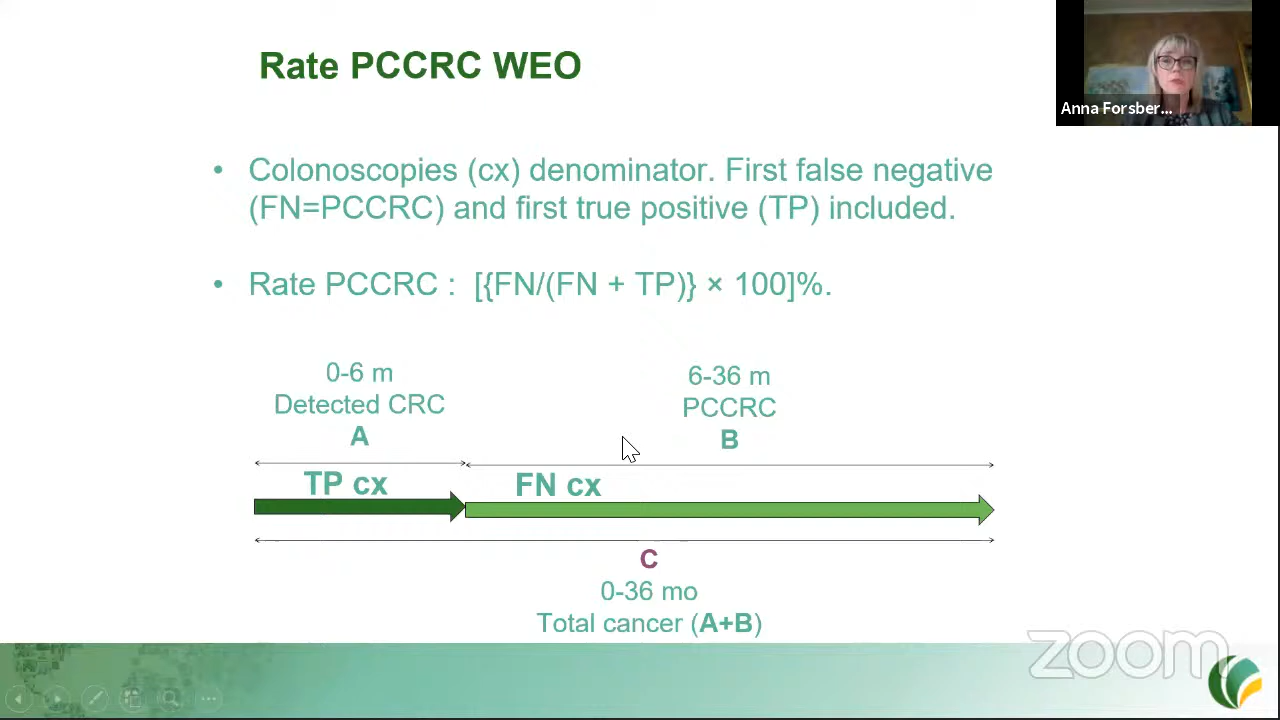 Rate PCCRC WEO
Anna Forsber...
• Colonoscopies (cx) denominator. First false negative
(FN=PCCRC) and first true positive (TP) included.
• Rate PCCRC : [{FN/(FN + TP)} × 100]%.
0-6 m
Detected CRC
A
6-36 m
PCCRC
B
TP cx
FN cx
C
0-36 mo
Total cancer (A+B)
zoom